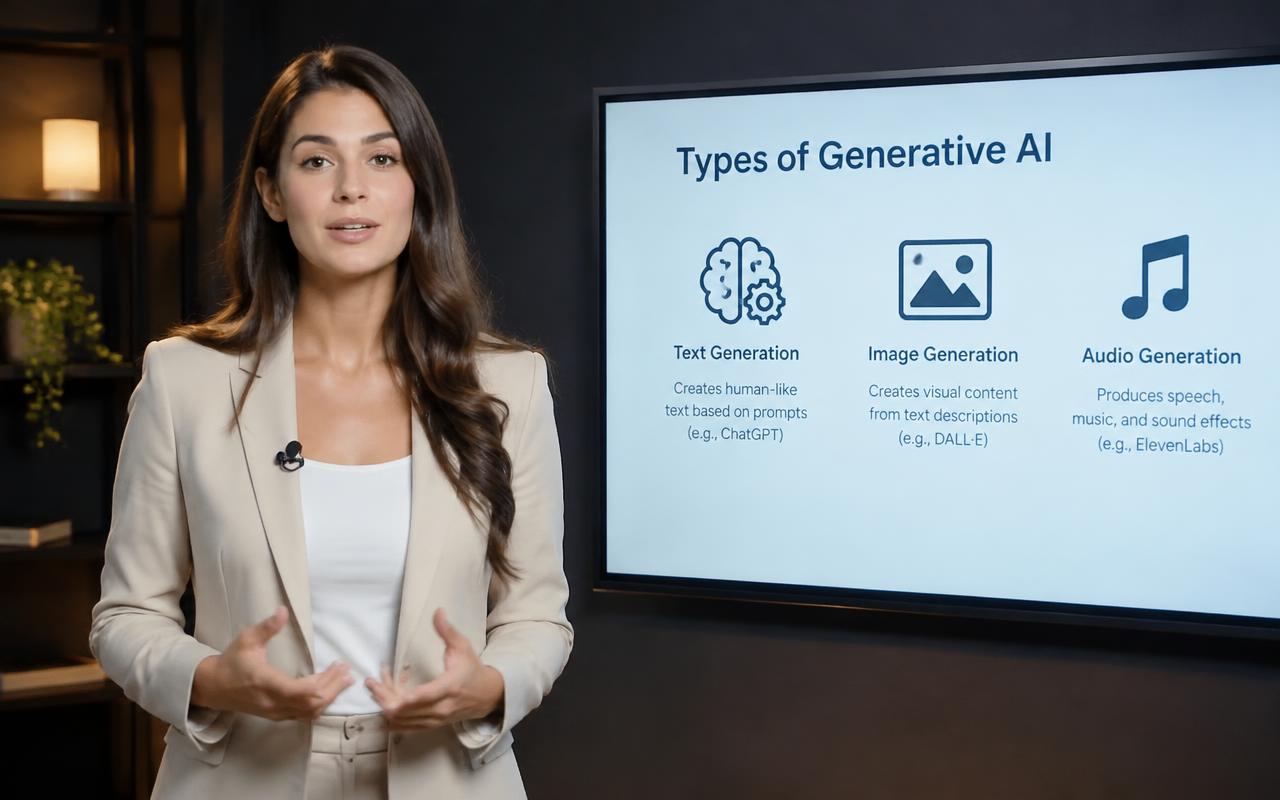 Types of Generative AI
Text Generation
Creates human-like
text based on prompts
(e.g., ChatGPT)
Image Generation
Creates visual content
from text descriptions
(e.g., DALL·E)
Audio Generation
Produces speech,
music, and sound effects
(e.g., ElevenLabs)